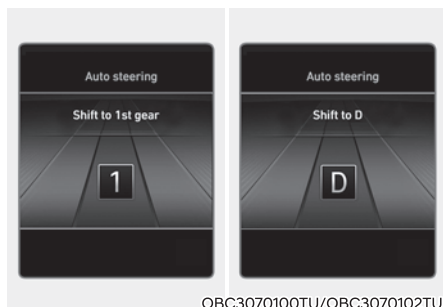 Auto steering
Shift to 1st gear
1
Auto steering
Shift to D
D
OBC3070100TU/OBC3070102TU